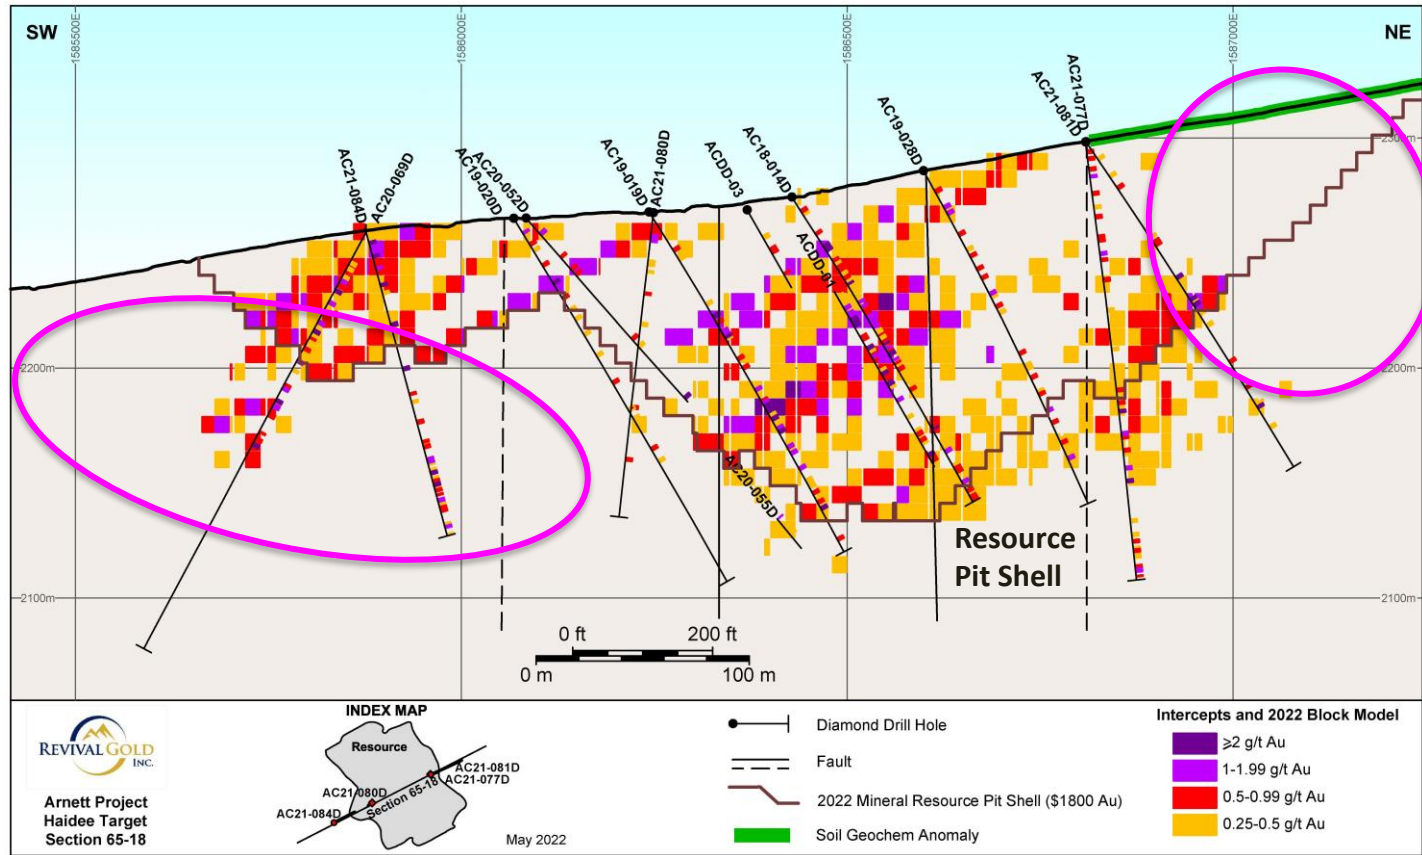 SW
NE
1585500E
1586000E
1586500E
1587000E
AC21-084D
AC20-069D
AC19-020D
AC20-052D
AC19-019D
AC21-080D
ACDD-03
AC18-014D
ACDD-01
AC19-028D
AC21-081D
AC21-077D
AC20-055D
2300m
2300m
2200m
2200m
2100m
2100m
Resource
Pit Shell
0 ft 200 ft
0 m 100 m
REVIVAL GOLD
INC.
Arnett Project
Haidee Target
Section 65-18
INDEX MAP
Resource
AC21-081D
AC21-077D
AC21-080D
Section 65-18
AC21-084D
May 2022
Diamond Drill Hole
Fault
2022 Mineral Resource Pit Shell ($1800 Au)
Soil Geochem Anomaly
Intercepts and 2022 Block Model
⩾2 g/t Au
1-1.99 g/t Au
0.5-0.99 g/t Au
0.25-0.5 g/t Au